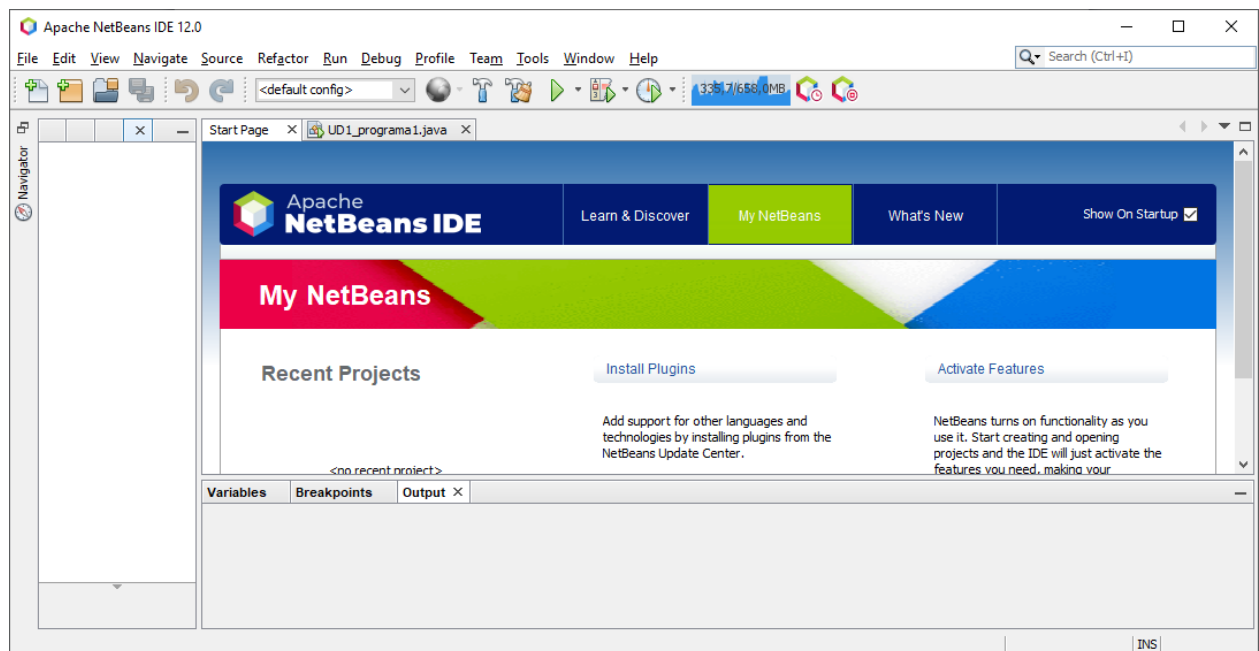 Apache NetBeans IDE 12.0
File Edit View Navigate Source Refactor Run Debug Profile Team Tools Window Help
Search (Ctrl+I)
<default config>
335,7/658,0MB
Navigator
Start Page
UD1_programa1.java
Apache
NetBeans IDE
Learn & Discover
My NetBeans
What's New
Show On Startup
My NetBeans
Recent Projects
<no recent project>
Install Plugins
Add support for other languages and
technologies by installing plugins from the
NetBeans Update Center.
Activate Features
NetBeans turns on functionality as you
use it. Start creating and opening
projects and the IDE will just activate the
features you need, making your
Variables
Breakpoints
Output
INS